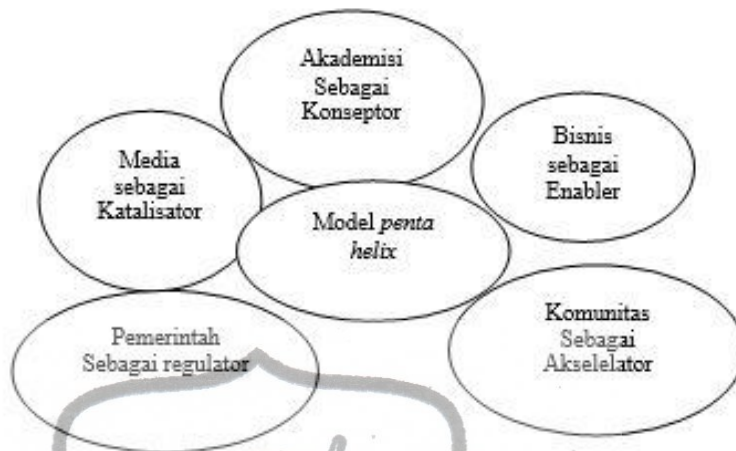 Akademisi
Sebagai
Konseptor
Media
sebagai
Katalisator
Bisnis
sebagai
Enabler
Model penta
helix
Pemerintah
Sebagai regulator
Komunitas
Sebagai
Akselelator